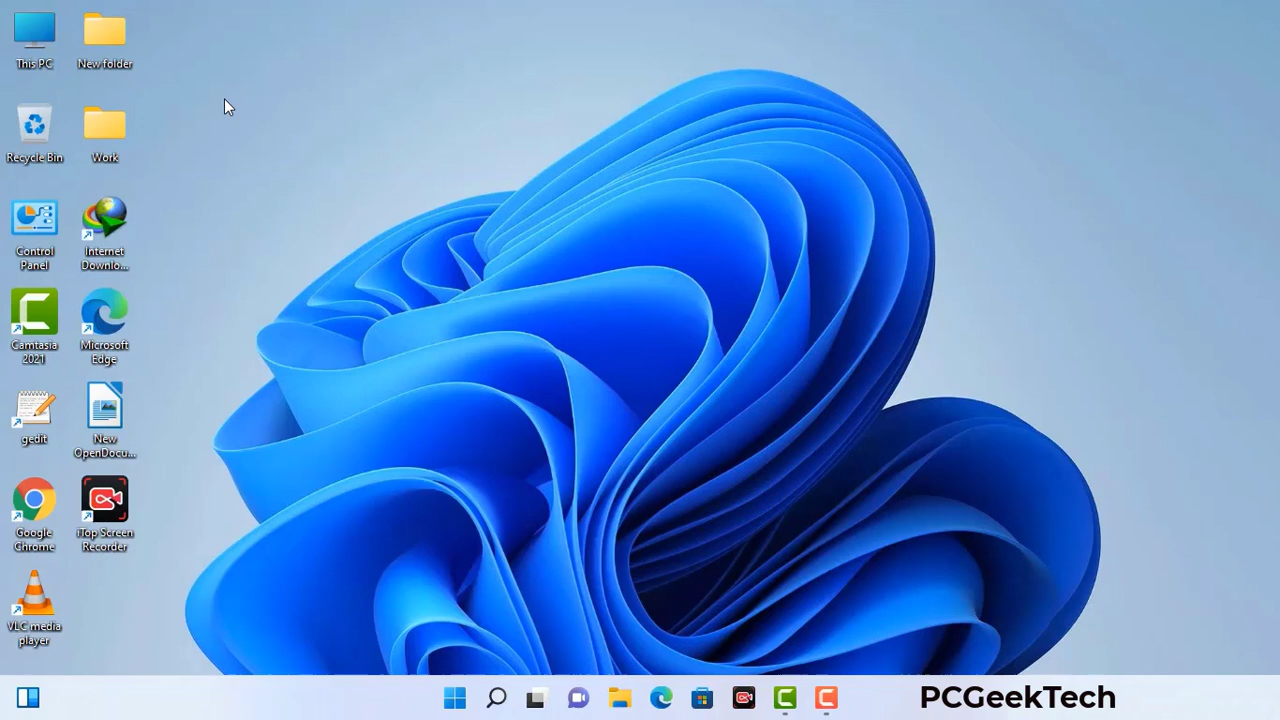 This PC
New folder
Recycle Bin
Work
Control
Panel
Internet
Downlo...
Camtasia
2021
Microsoft
Edge
gedit
New
OpenDocu...
Google
Chrome
iTop Screen
Recorder
VLC media
player
PCGeekTech